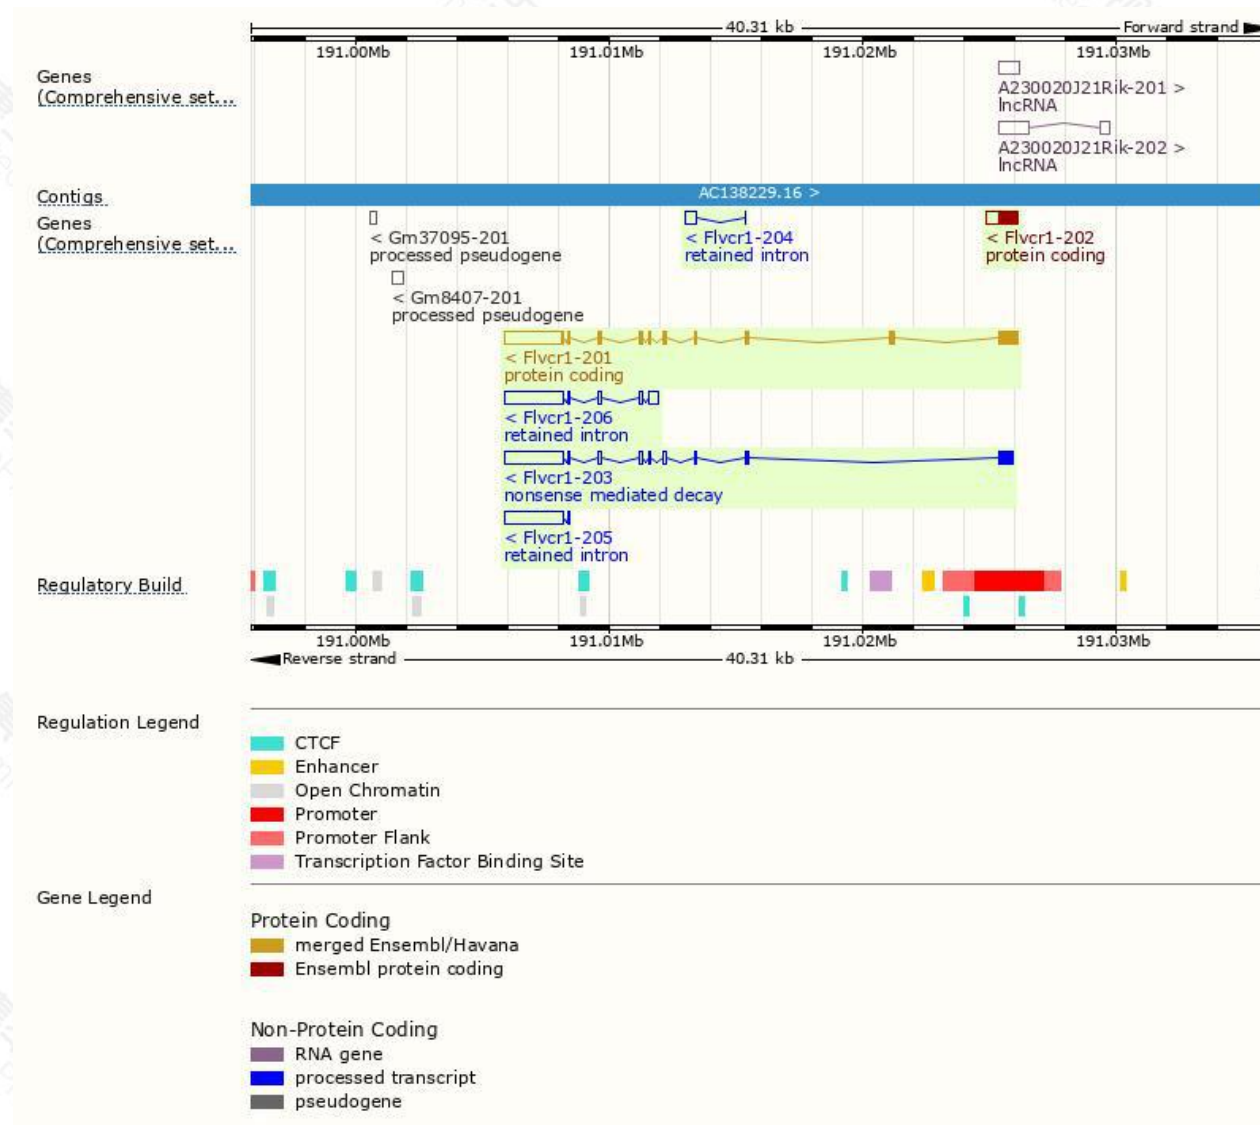 40.31 kb
Forward strand
191.00Mb 191.01Mb 191.02Mb 191.03Mb
Genes
(Comprehensive set...
A230020J21Rik-201 >
lncRNA
A230020J21Rik-202 >
lncRNA
Contigs
AC138229.16 >
Genes
(Comprehensive set...
< Gm37095-201
processed pseudogene
< Flvcr1-204
retained intron
< Flvcr1-202
protein coding
< Gm8407-201
processed pseudogene
< Flvcr1-201
protein coding
< Flvcr1-206
retained intron
< Flvcr1-203
nonsense mediated decay
< Flvcr1-205
retained intron
Regulatory Build
191.00Mb 191.01Mb 191.02Mb 191.03Mb
Reverse strand
40.31 kb
Regulation Legend
CTCF
Enhancer
Open Chromatin
Promoter
Promoter Flank
Transcription Factor Binding Site
Gene Legend
Protein Coding
merged Ensembl/Havana
Ensembl protein coding
Non-Protein Coding
RNA gene
processed transcript
pseudogene